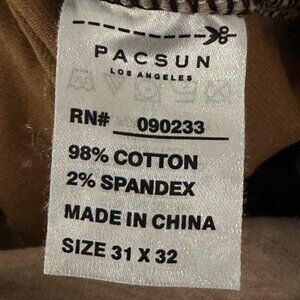 PACSUN
LOS ANGELES
RN# 090233
98% COTTON
2% SPANDEX
MADE IN CHINA
SIZE 31 X 32